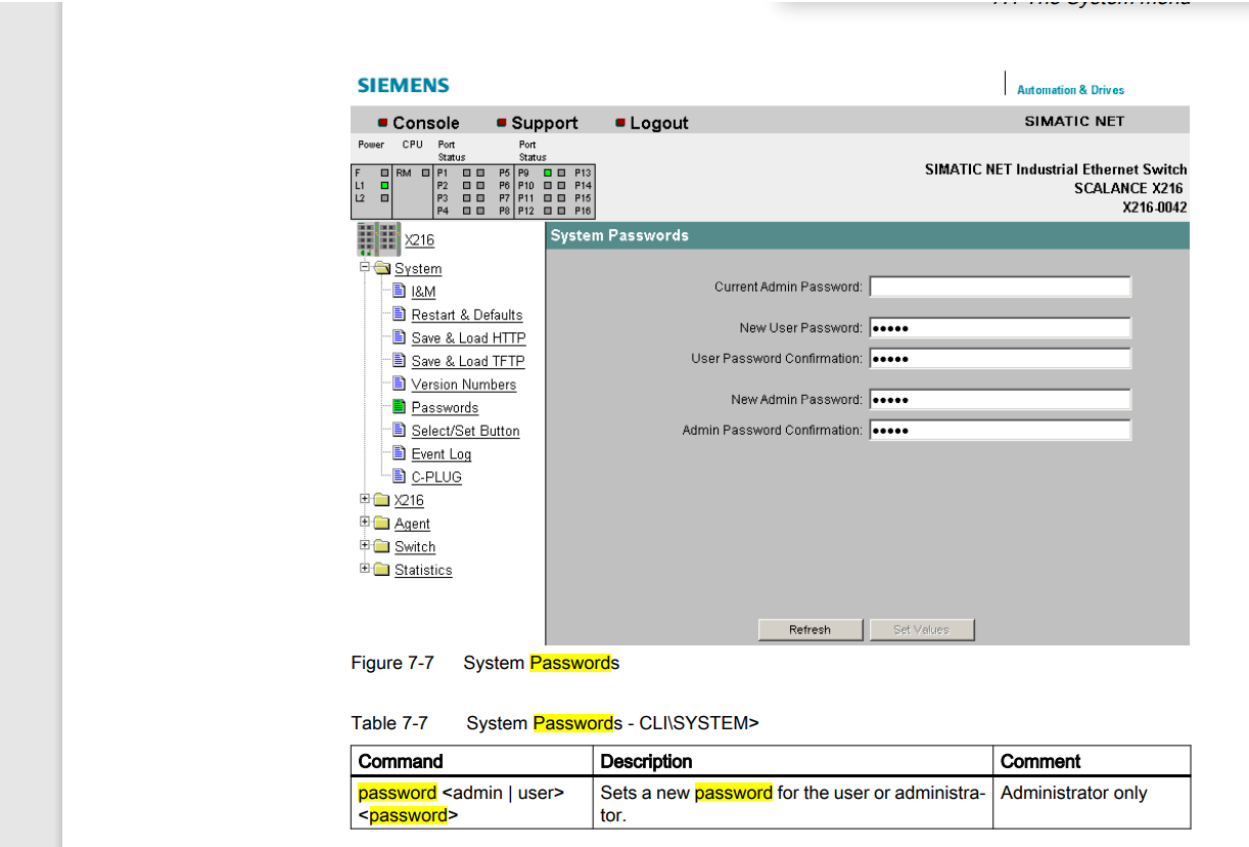 7.1 The System menu
SIEMENS
Automation & Drives
Console Support Logout SIMATIC NET
Power CPU Port Status Port Status
F RM P1 P5 P9 P13
L1 P2 P6 P10 P14
L2 P3 P7 P11 P15
P4 P8 P12 P16
SIMATIC NET Industrial Ethernet Switch
SCALANCE X216
X216-0042
X216
System
I&M
Restart & Defaults
Save & Load HTTP
Save & Load TFTP
Version Numbers
Passwords
Select/Set Button
Event Log
C-PLUG
X216
Agent
Switch
Statistics
System Passwords
Current Admin Password:
New User Password: •••••
User Password Confirmation: •••••
New Admin Password: •••••
Admin Password Confirmation: •••••
Refresh Set Values
Figure 7-7 System Passwords
Table 7-7 System Passwords - CLI\SYSTEM>
Command Description Comment
password <admin | user> Sets a new password for the user or administra- Administrator only
<password> tor.